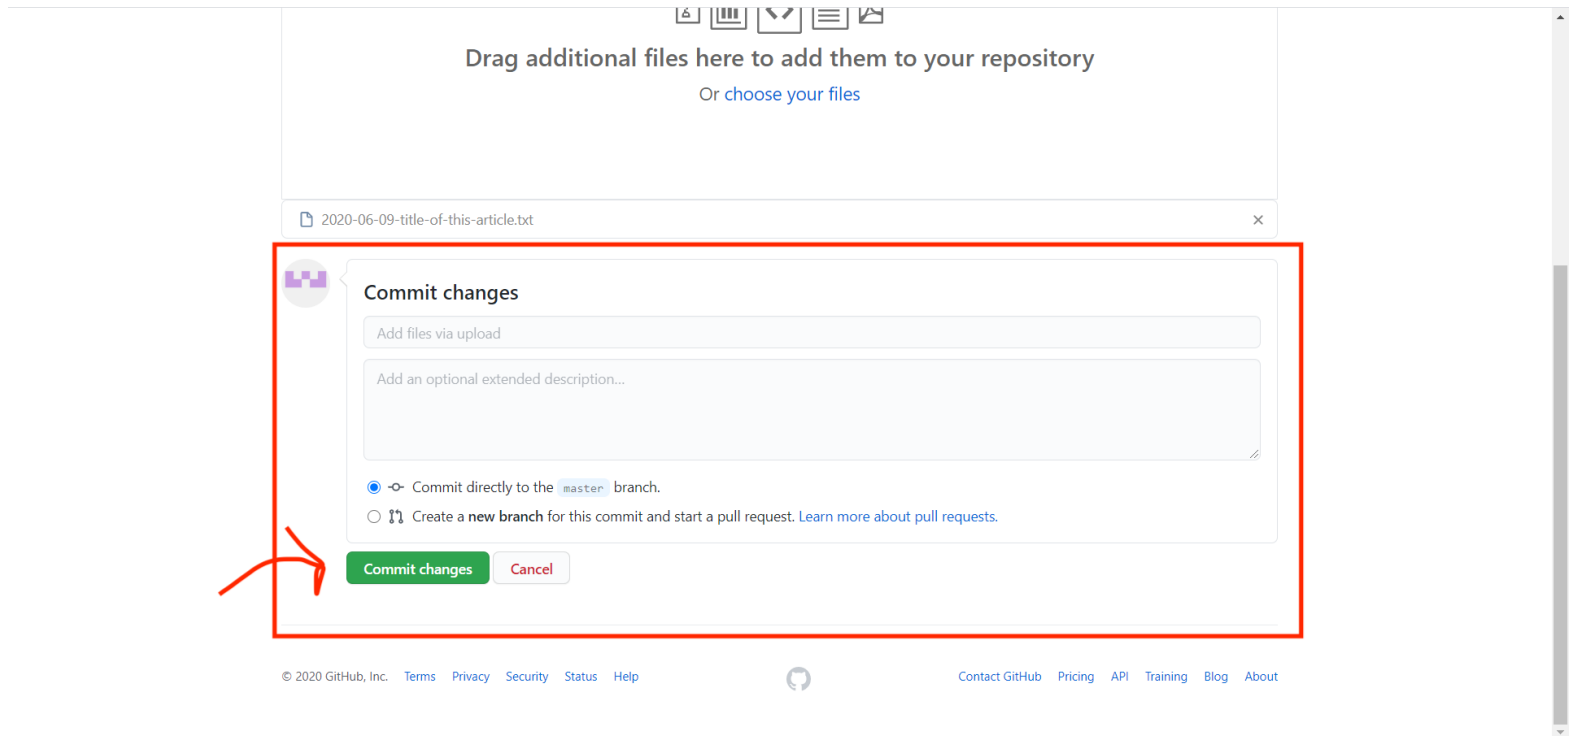 Drag additional files here to add them to your repository
Or choose your files
2020-06-09-title-of-this-article.txt
Commit changes
Add files via upload
Add an optional extended description...
Commit directly to the master branch.
Create a new branch for this commit and start a pull request. Learn more about pull requests.
Commit changes Cancel
© 2020 GitHub, Inc. Terms Privacy Security Status Help Contact GitHub Pricing API Training Blog About